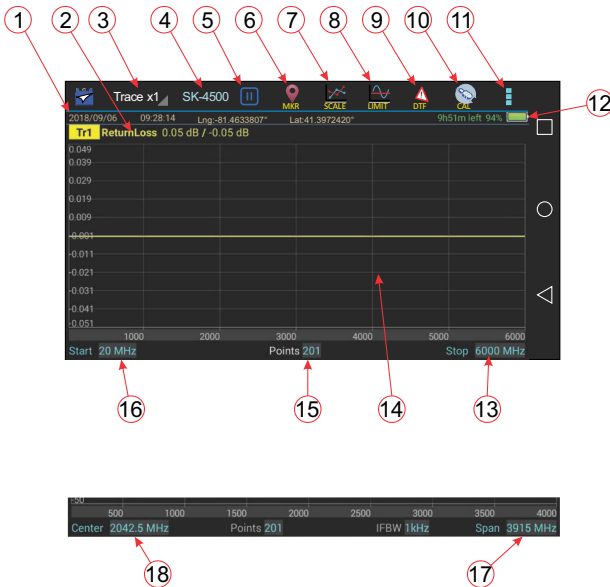 1 2 3 4 5 6 7 8 9 10 11
Trace x1 SK-4500 MKR SCALE LIMIT DTF CAL
12
2018/09/06 09:28:14 Lng:-81.4633807° Lat:41.3972420° 9h51m left 94%
Tr1 ReturnLoss 0.05 dB / -0.05 dB
0.049
0.039
0.029
0.019
0.009
-0.001
-0.011
-0.021
-0.031
-0.041
-0.051
1000 2000 3000 4000 5000 6000
Start 20 MHz Points 201 Stop 6000 MHz
16 15 14 13
-50
500 1000 1500 2000 2500 3000 3500 4000
Center 2042.5 MHz Points 201 IFBW 1kHz Span 3915 MHz
18 17